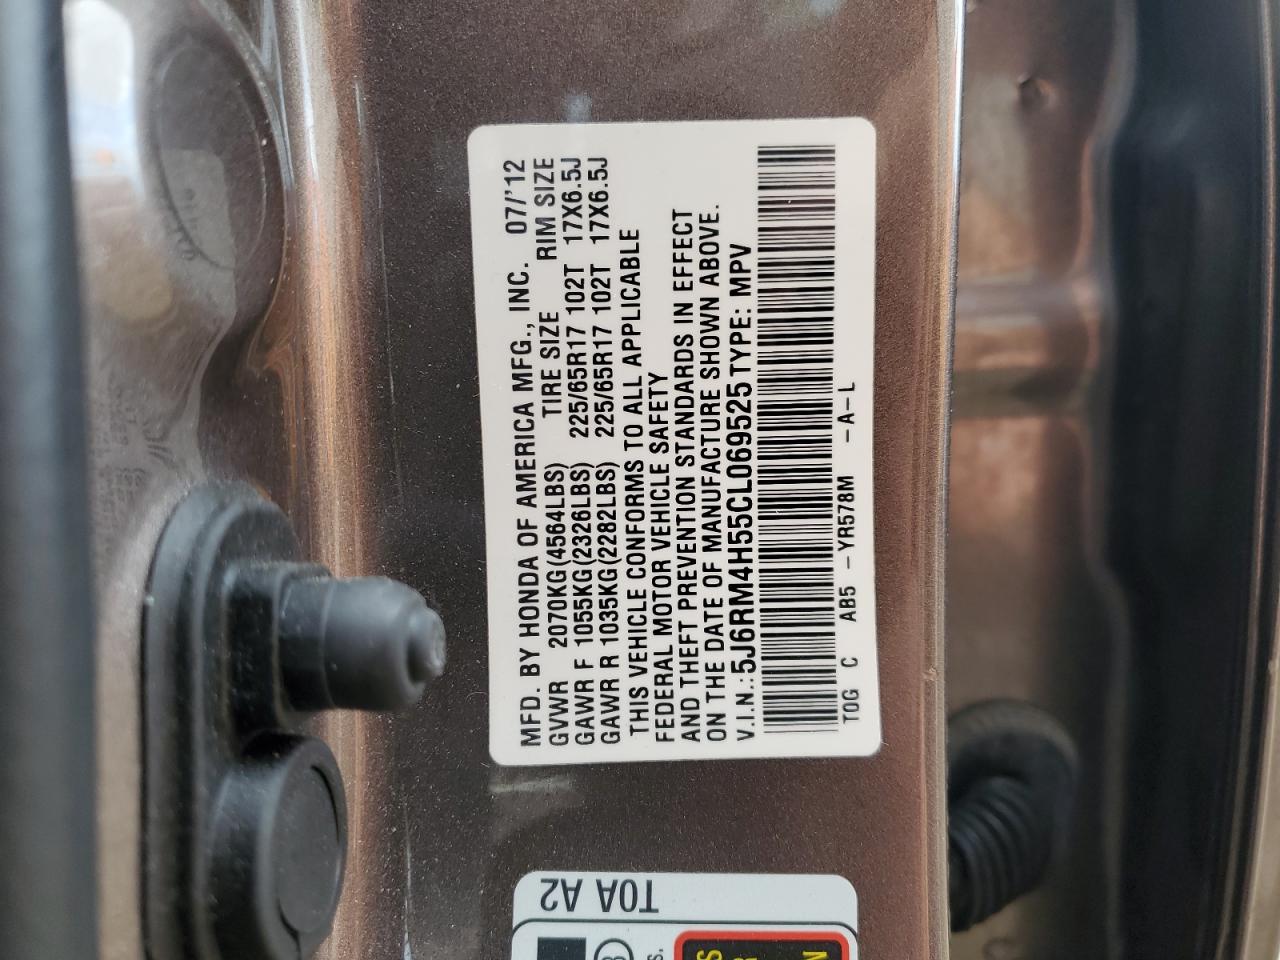 MFD. BY HONDA OF AMERICA MFG., INC. 07/'12
GVWR 2070KG(4564LBS) TIRE SIZE RIM SIZE
GAWR F 1055KG(2326LBS) 225/65R17 102T 17X6.5J
GAWR R 1035KG(2282LBS) 225/65R17 102T 17X6.5J
THIS VEHICLE CONFORMS TO ALL APPLICABLE
FEDERAL MOTOR VEHICLE SAFETY
AND THEFT PREVENTION STANDARDS IN EFFECT
ON THE DATE OF MANUFACTURE SHOWN ABOVE.
V.I.N.: 5J6RM4H55CL069525 TYPE: MPV
TOG C AB5 -YR578M -A-L
T0A A2